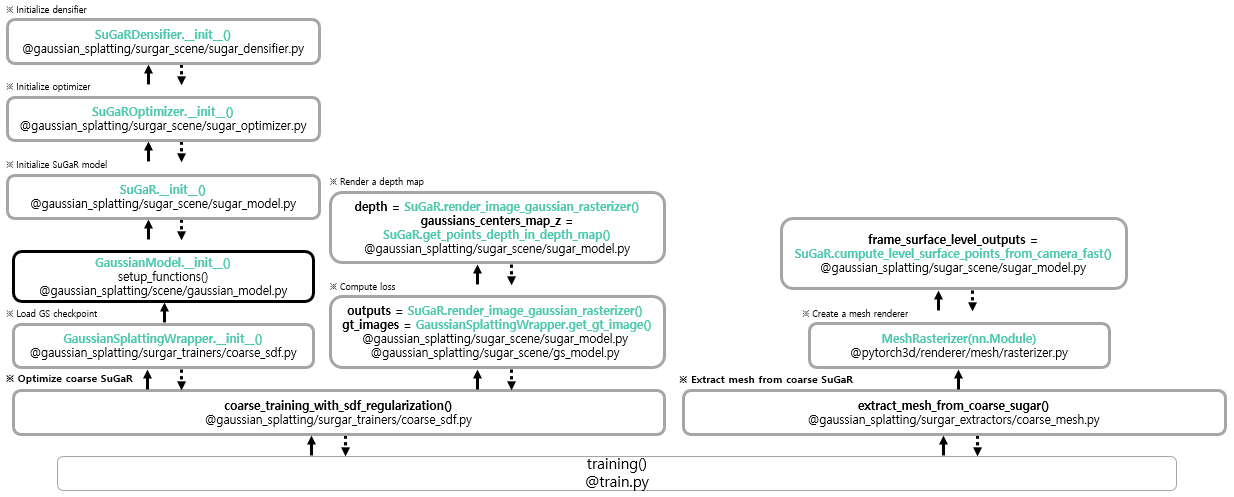 ※ Initialize densifier
SuGaRDensifier.__init__()
@gaussian_splatting/surgar_scene/sugar_densifier.py
※ Initialize optimizer
SuGaROptimizer.__init__()
@gaussian_splatting/surgar_scene/sugar_optimizer.py
※ Initialize SuGaR model
SuGaR.__init__()
@gaussian_splatting/sugar_scene/sugar_model.py
GaussianModel.__init__()
setup_functions()
@gaussian_splatting/scene/gaussian_model.py
※ Load GS checkpoint
GaussianSplattingWrapper.__init__()
@gaussian_splatting/surgar_trainers/coarse_sdf.py
※ Render a depth map
depth = SuGaR.render_image_gaussian_rasterizer()
gaussians_centers_map_z =
SuGaR.get_points_depth_in_depth_map()
@gaussian_splatting/sugar_scene/sugar_model.py
※ Compute loss
outputs = SuGaR.render_image_gaussian_rasterizer()
gt_images = GaussianSplattingWrapper.get_gt_image()
@gaussian_splatting/sugar_scene/sugar_model.py
@gaussian_splatting/sugar_scene/gs_model.py
※ Optimize coarse SuGaR
coarse_training_with_sdf_regularization()
@gaussian_splatting/surgar_trainers/coarse_sdf.py
frame_surface_level_outputs =
SuGaR.cumpute_level_surface_points_from_camera_fast()
@gaussian_splatting/sugar_scene/sugar_model.py
※ Create a mesh renderer
MeshRasterizer(nn.Module)
@pytorch3d/renderer/mesh/rasterizer.py
※ Extract mesh from coarse SuGaR
extract_mesh_from_coarse_sugar()
@gaussian_splatting/surgar_extractors/coarse_mesh.py
training()
@train.py